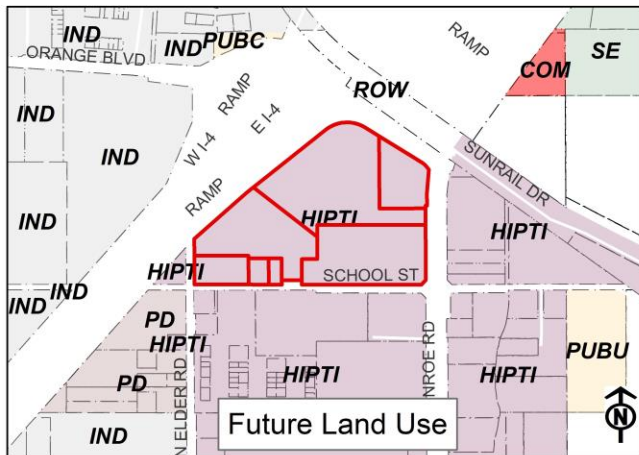 IND
IND PUBC
ORANGE BLVD
RAMP
COM
SE
ROW
RAMP
IND
IND
E I-4
W I-4
SUNRAIL DR
RAMP
IND
HIPTI
HIPTI
HIPTI
SCHOOL ST
IND
IND
PD
HIPTI
PD
HIPTI
HIPTI
PUBU
N ELDER RD
NROE RD
IND
Future Land Use
N